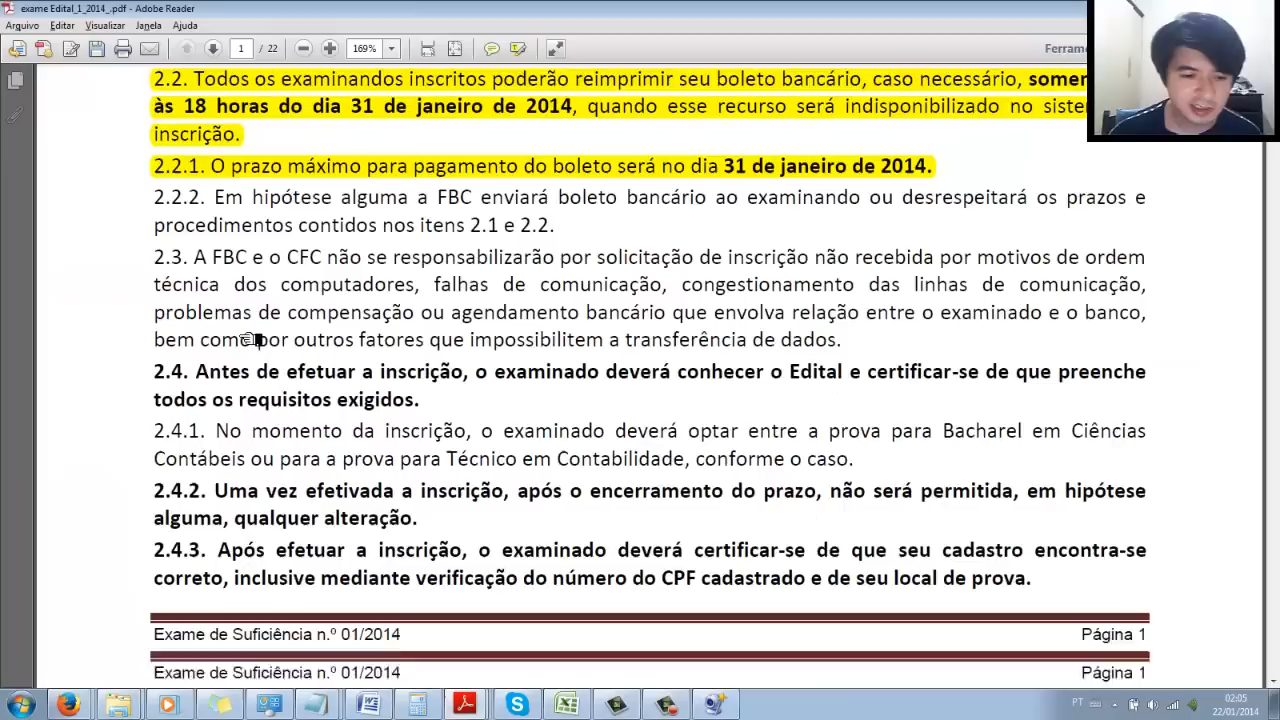 exame Edital_1_2014_.pdf - Adobe Reader
Arquivo Editar Visualizar Janela Ajuda
1 / 22 169%
2.2. Todos os examinandos inscritos poderão reimprimir seu boleto bancário, caso necessário,
às 18 horas do dia 31 de janeiro de 2014, quando esse recurso será indisponibilizado no
inscrição.
2.2.1. O prazo máximo para pagamento do boleto será no dia 31 de janeiro de 2014.
2.2.2. Em hipótese alguma a FBC enviará boleto bancário ao examinando ou desrespeitará os prazos e
procedimentos contidos nos itens 2.1 e 2.2.
2.3. A FBC e o CFC não se responsabilizarão por solicitação de inscrição não recebida por motivos de ordem
técnica dos computadores, falhas de comunicação, congestionamento das linhas de comunicação,
problemas de compensação ou agendamento bancário que envolva relação entre o examinado e o banco,
bem como por outros fatores que impossibilitem a transferência de dados.
2.4. Antes de efetuar a inscrição, o examinado deverá conhecer o Edital e certificar-se de que preenche
todos os requisitos exigidos.
2.4.1. No momento da inscrição, o examinado deverá optar entre a prova para Bacharel em Ciências
Contábeis ou para a prova para Técnico em Contabilidade, conforme o caso.
2.4.2. Uma vez efetivada a inscrição, após o encerramento do prazo, não será permitida, em hipótese
alguma, qualquer alteração.
2.4.3. Após efetuar a inscrição, o examinado deverá certificar-se de que seu cadastro encontra-se
correto, inclusive mediante verificação do número do CPF cadastrado e de seu local de prova.
Exame de Suficiência n.º 01/2014 Página 1
Exame de Suficiência n.º 01/2014 Página 1
PT 02:05
22/01/2014